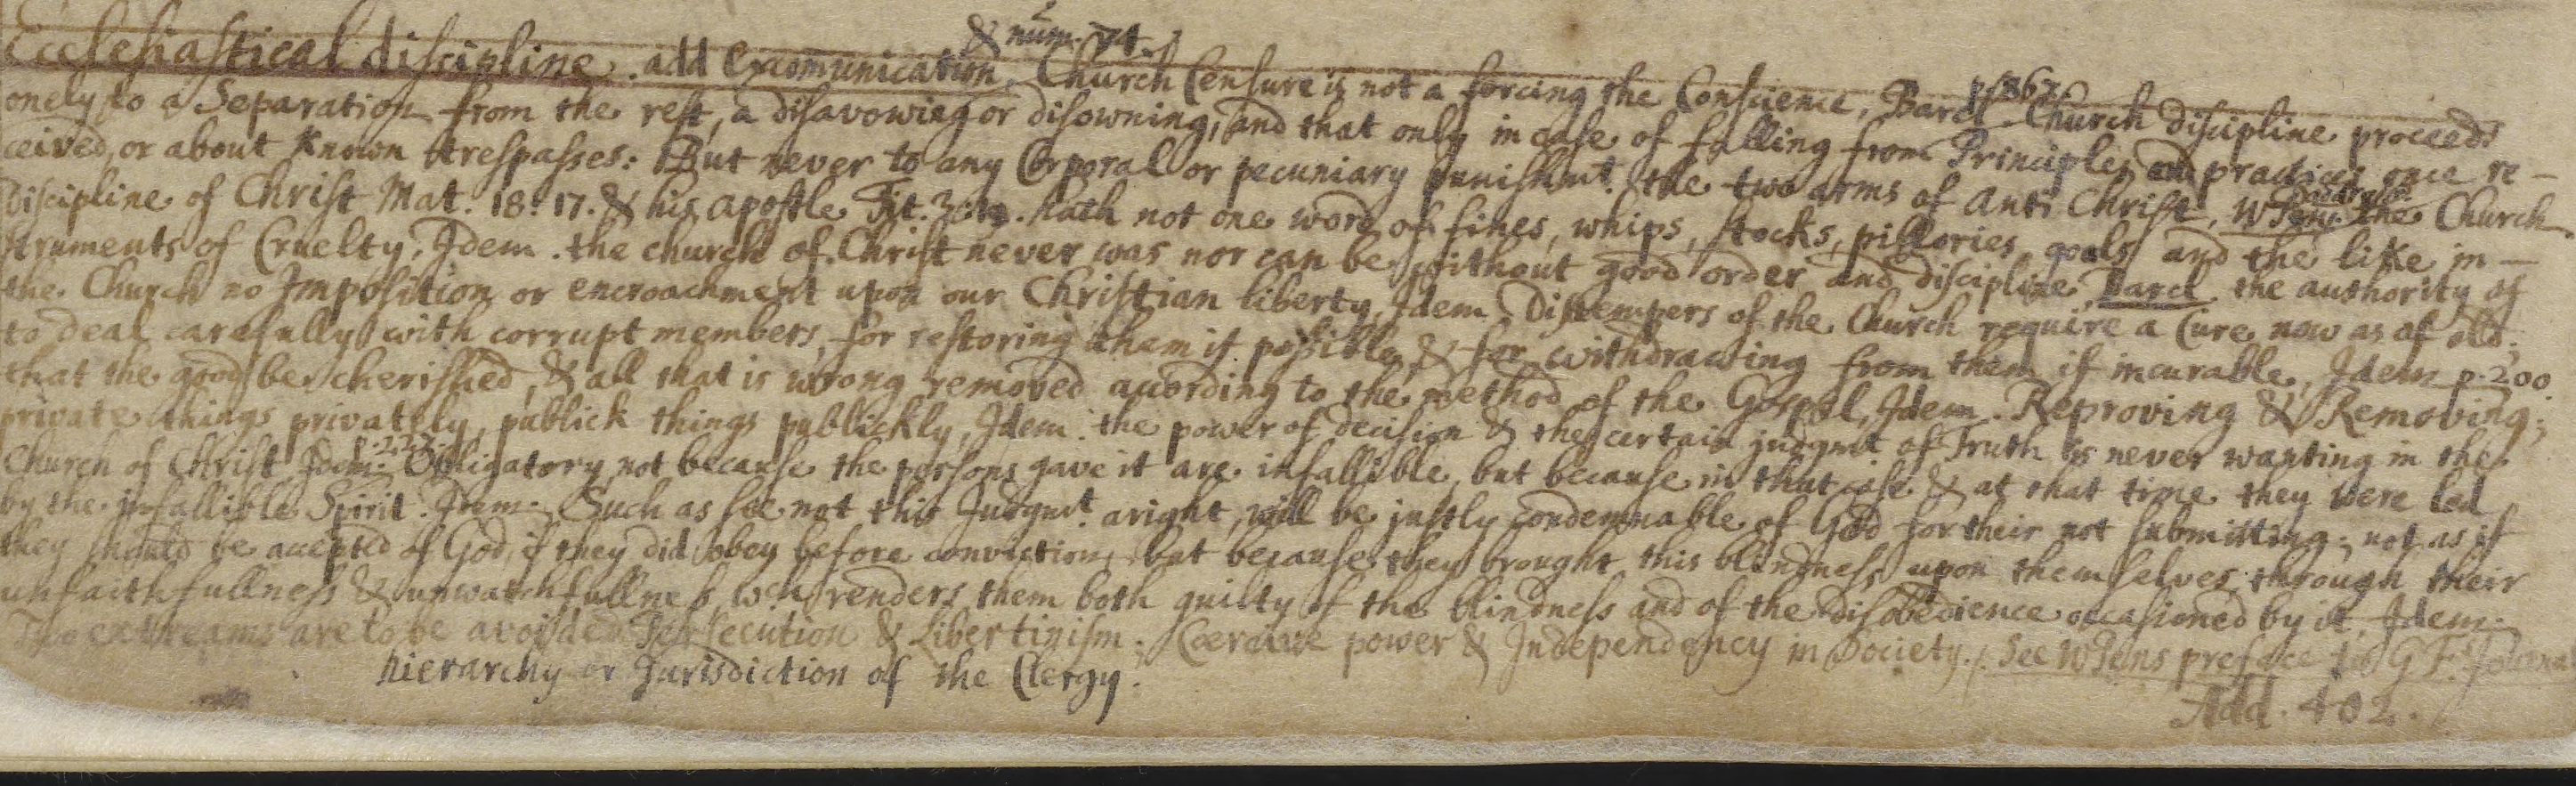 & num. 74.
Ecclesiastical discipline. add Excomunication. Church Censure is not a forcing the Conscience, Barcl. p. 867. Church discipline proceeds
onely to a Separation from the rest, a disavowing or disowning, and that only in case of falling from Principles and practices once re-
ceived, or about known trespasses: But never to any Corporal or pecuniary punishmt. the two arms of Anti Christ, WPenn. the Church
Discipline of Christ Mat. 18. 17. & his apostle Tit. hath not one word of fines, whips, stocks, pillories, goals and the like in-
struments of Cruelty, Idem. the church of Christ never was nor can be without good order and discipline, Barcl. the authority of
the Church no Imposition or encroachment upon our Christian liberty, Idem. Distempers of the Church require a Cure now as of old;
to deal carefully with corrupt members, for restoring them if possible, & for withdrawing from them if incurable, Idem p. 200.
that the good be cherished, & all that is wrong removed acording to the method of the Gospel, Idem. Reproving & Removing;
private things privately, publick things publickly, Idem. the power of decision & the certain judgmt of Truth is never wanting in the
Church of Christ Idem. p. 223. Obligatory, not because the persons gave it are infallible, but because in that case & at that time they were led
by the infallible Spirit. Idem. Such as see not this Judgmt. aright, will be justly condemnable of God for their not submitting; not as if
they should be accepted of God, if they did obey before conviction, but because they brought this blindness upon themselves, through their
unfaithfullness & unwatchfullness, wch renders them both guilty of the blindness and of the disobedience occasioned by it, Idem.
Two extreams are to be avoided Persecution & Libertinism. Coercive power & Independency in Society. See WPens preface to G F. Journal
hierarchy or Jurisdiction of the Clergy.
Add. 402.